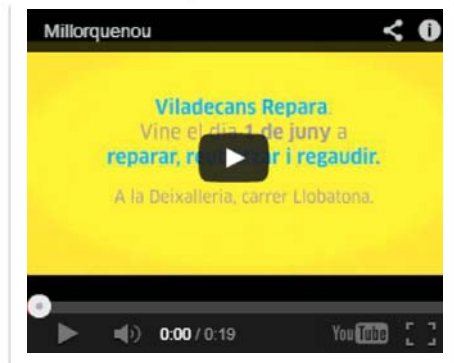 Millorquenou
Viladecans Repara.
Vine el dia 1 de juny a
reparar, reutilitzar i regaudir.
A la Deixalleria, carrer Llobatona.
0:00 / 0:19
YouTube